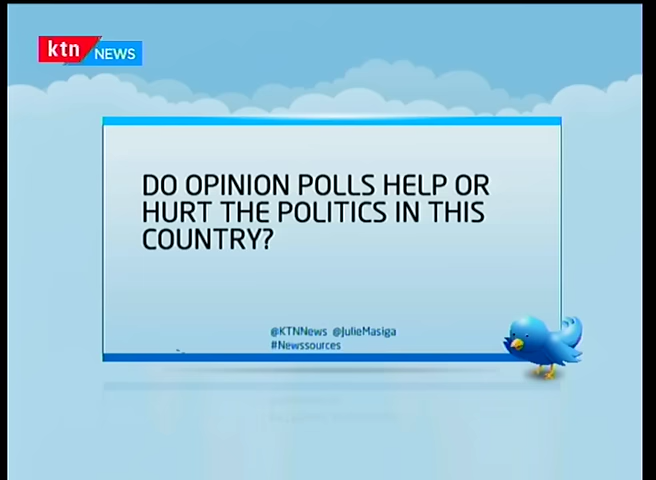 ktn NEWS
DO OPINION POLLS HELP OR
HURT THE POLITICS IN THIS
COUNTRY?
@KTNNews @JulieMasiga
#Newssources